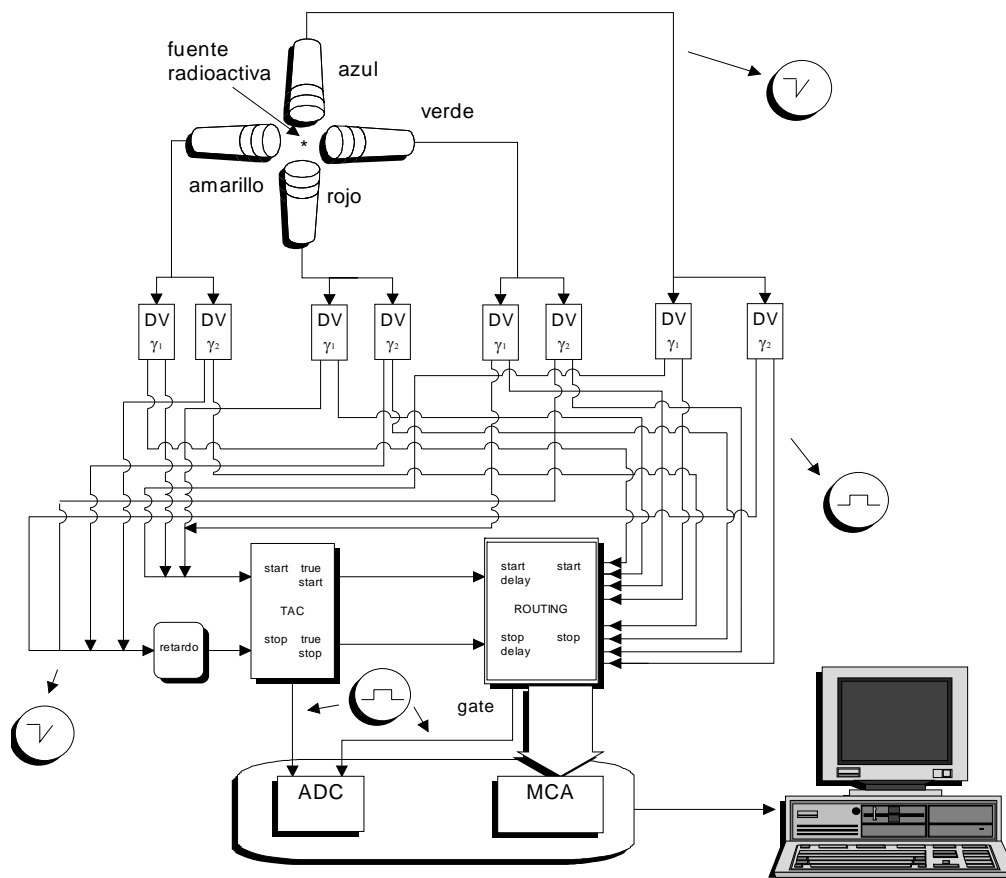 fuente
radioactiva
azul
verde
amarillo
rojo
DV
γ1
DV
γ2
DV
γ1
DV
γ2
DV
γ1
DV
γ2
DV
γ1
DV
γ2
start true
start
TAC
stop true
stop
start start
delay
ROUTING
stop stop
delay
retardo
gate
ADC
MCA